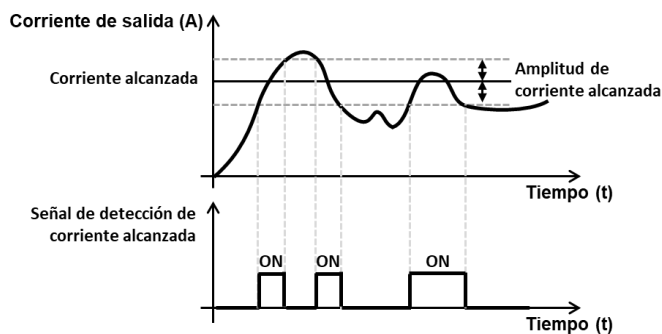 Corriente de salida (A)
Corriente alcanzada
Amplitud de
corriente alcanzada
Tiempo (t)
Señal de detección de
corriente alcanzada
ON
ON
ON
Tiempo (t)